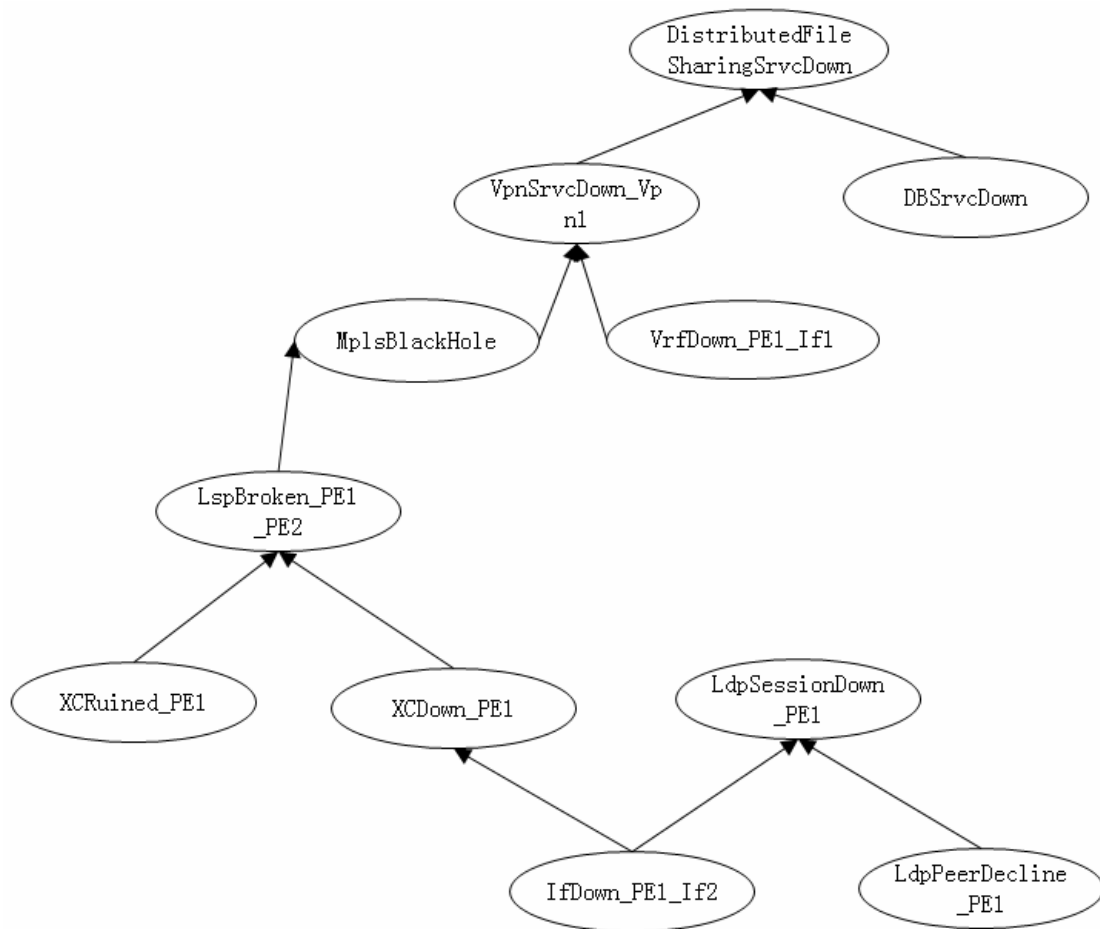 DistributedFile
SharingSrvcDown
VpnSrvcDown_Vp
n1
DBSrvcDown
MplsBlackHole
VrfDown_PE1_If1
LspBroken_PE1
_PE2
XCRuined_PE1
XCDown_PE1
LdpSessionDown
_PE1
IfDown_PE1_If2
LdpPeerDecline
_PE1